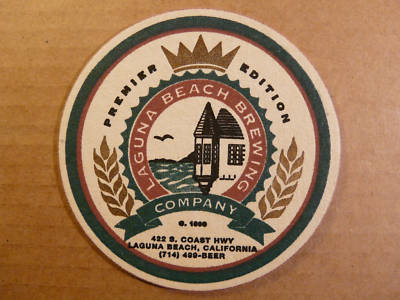 PREMIER EDITION
LAGUNA BEACH BREWING
COMPANY
422 S. COAST HWY
LAGUNA BEACH, CALIFORNIA
(714) 499-BEER